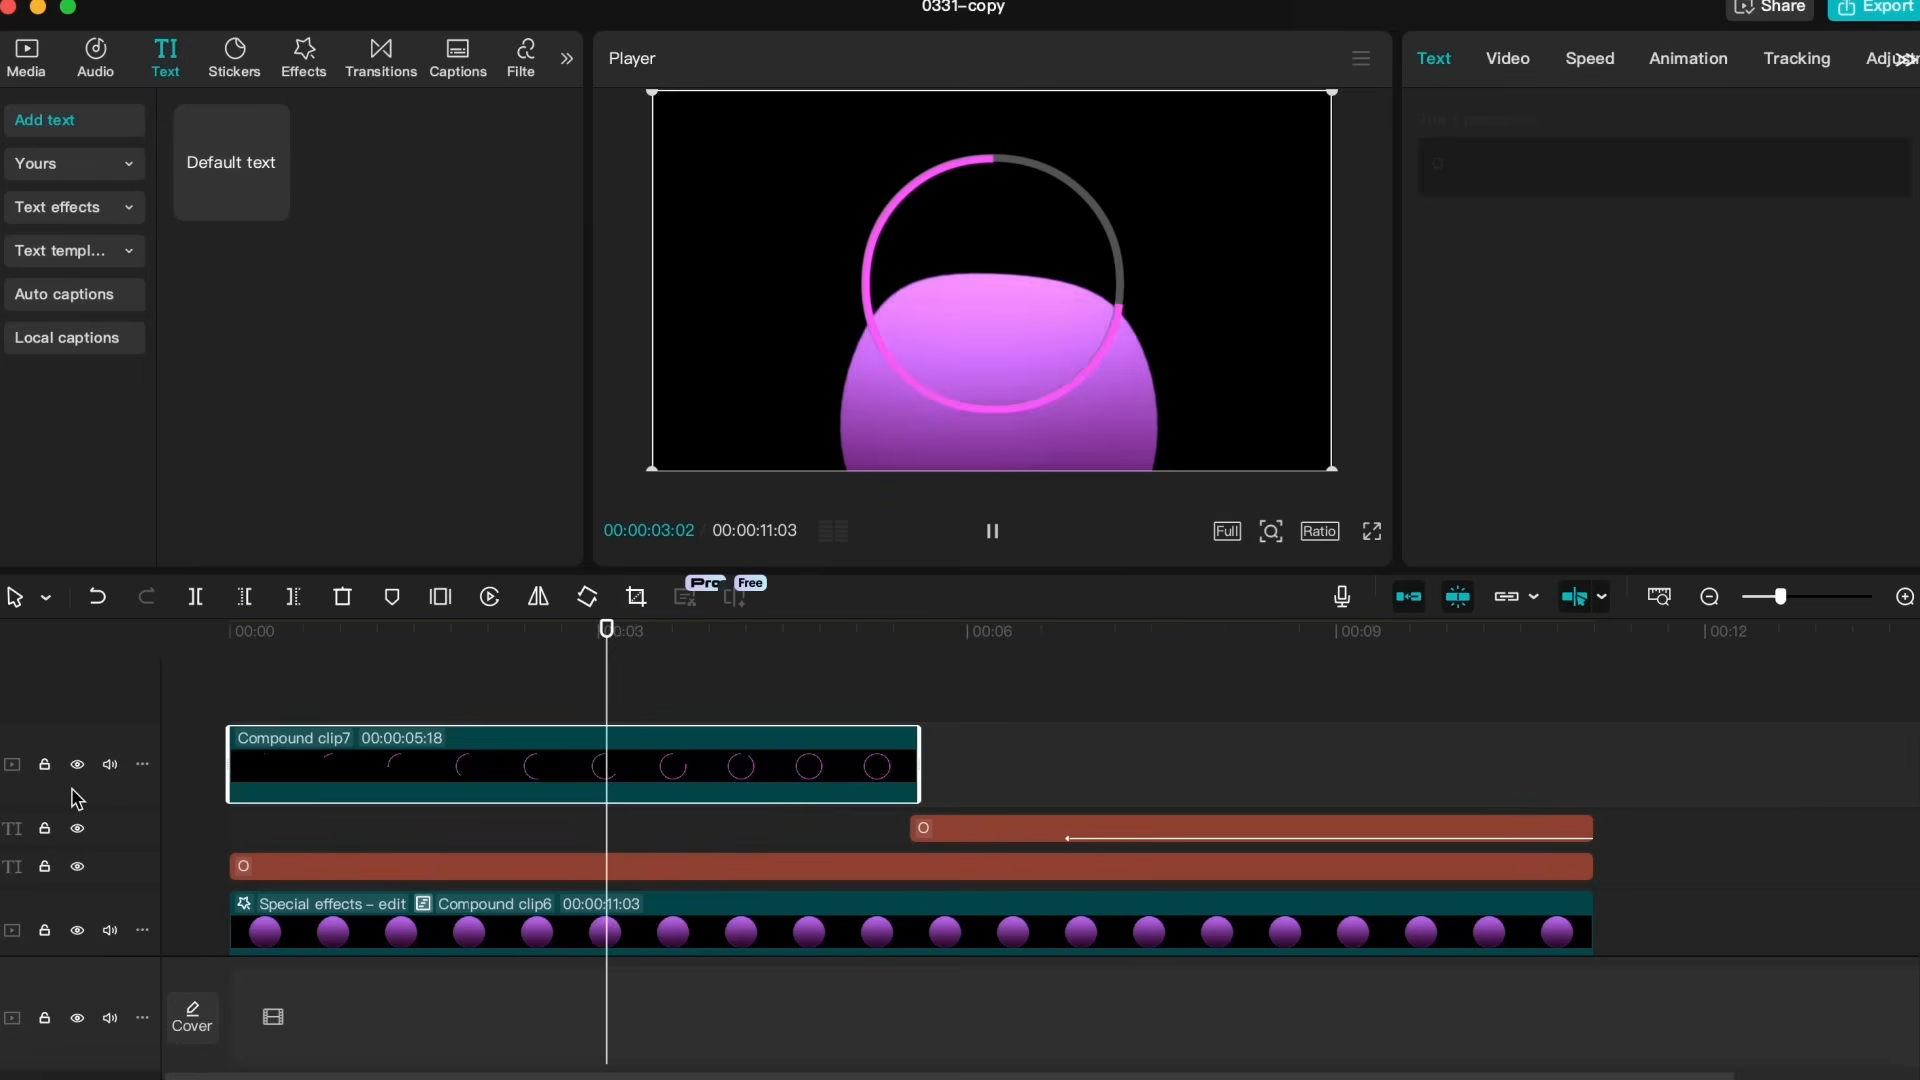 0331-copy
Share
Export
Media
Audio
TI
Text
Stickers
Effects
Transitions
Captions
Filte
Player
Text
Video
Speed
Animation
Tracking
Add text
Yours
Text effects
Text templ...
Auto captions
Local captions
Default text
00:00:03:02 / 00:00:11:03
Full
Ratio
Pro
Free
00:00
00:03
00:06
00:09
00:12
Compound clip7 00:00:05:18
TI
O
TI
O
Special effects – edit
Compound clip6 00:00:11:03
Cover